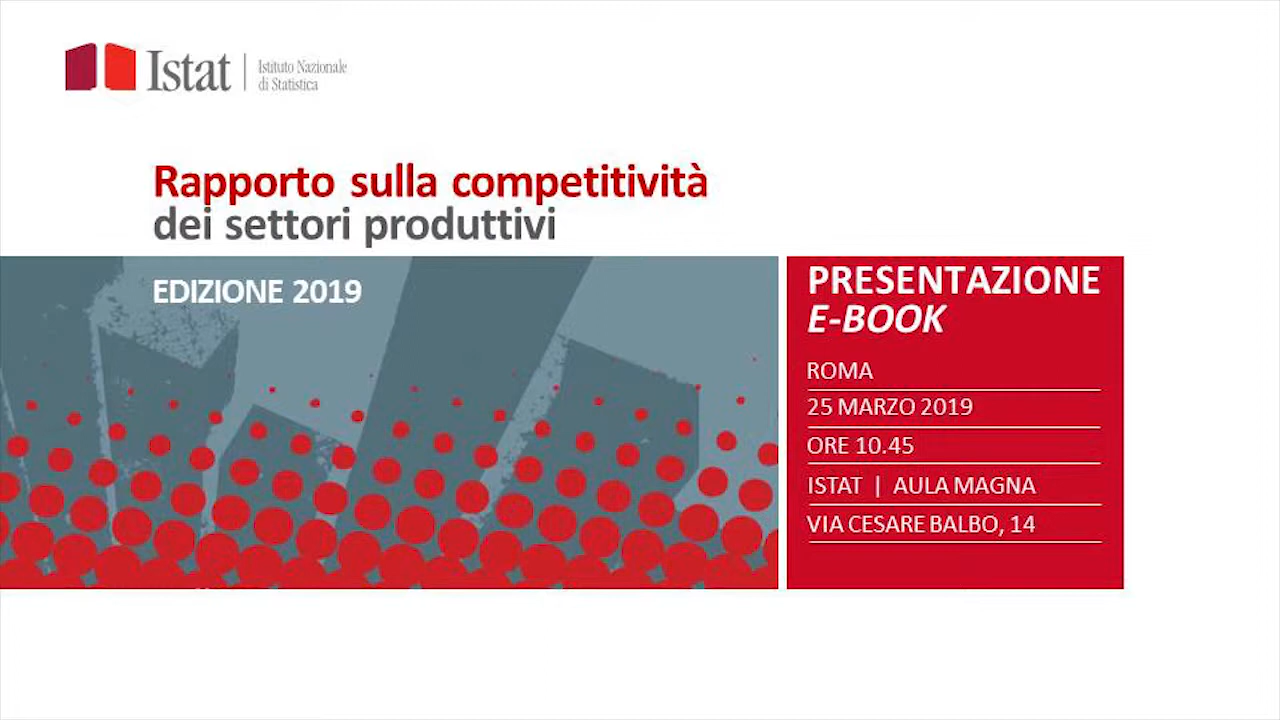 Istat
Istituto Nazionale
di Statistica
Rapporto sulla competitività
dei settori produttivi
EDIZIONE 2019
PRESENTAZIONE
E-BOOK
ROMA
25 MARZO 2019
ORE 10.45
ISTAT | AULA MAGNA
VIA CESARE BALBO, 14